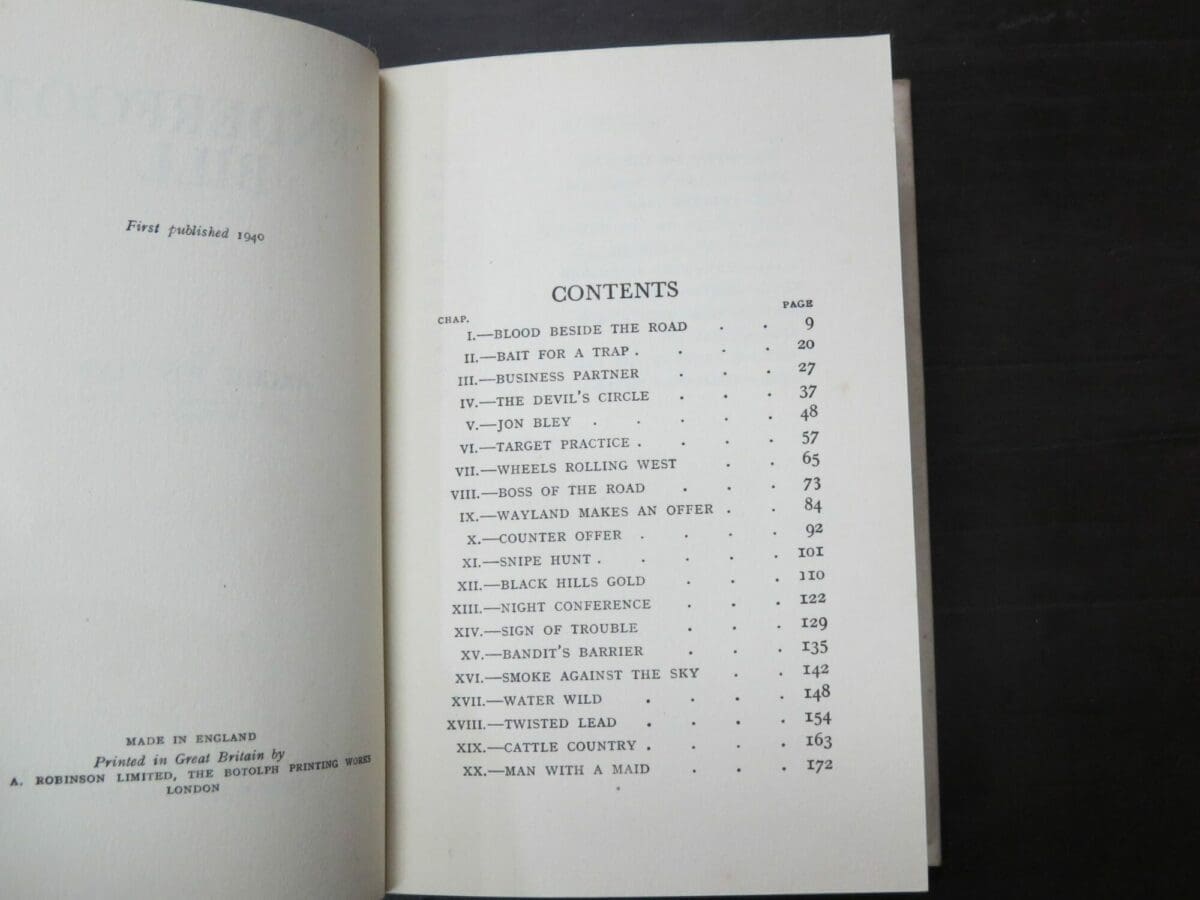 First published 1940
MADE IN ENGLAND
Printed in Great Britain by
A. ROBINSON LIMITED, THE BOTOLPH PRINTING WORKS
LONDON
CONTENTS
CHAP. PAGE
I.—BLOOD BESIDE THE ROAD . . 9
II.—BAIT FOR A TRAP . . . . 20
III.—BUSINESS PARTNER . . . 27
IV.—THE DEVIL'S CIRCLE . . . 37
V.—JON BLEY . . . . . 48
VI.—TARGET PRACTICE . . . . 57
VII.—WHEELS ROLLING WEST . . 65
VIII.—BOSS OF THE ROAD . . . 73
IX.—WAYLAND MAKES AN OFFER . . 84
X.—COUNTER OFFER . . . . 92
XI.—SNIPE HUNT . . . . . 101
XII.—BLACK HILLS GOLD . . . 110
XIII.—NIGHT CONFERENCE . . . 122
XIV.—SIGN OF TROUBLE . . . 129
XV.—BANDIT'S BARRIER . . . 135
XVI.—SMOKE AGAINST THE SKY . . 142
XVII.—WATER WILD . . . . 148
XVIII.—TWISTED LEAD . . . . 154
XIX.—CATTLE COUNTRY . . . . 163
XX.—MAN WITH A MAID . . . 172